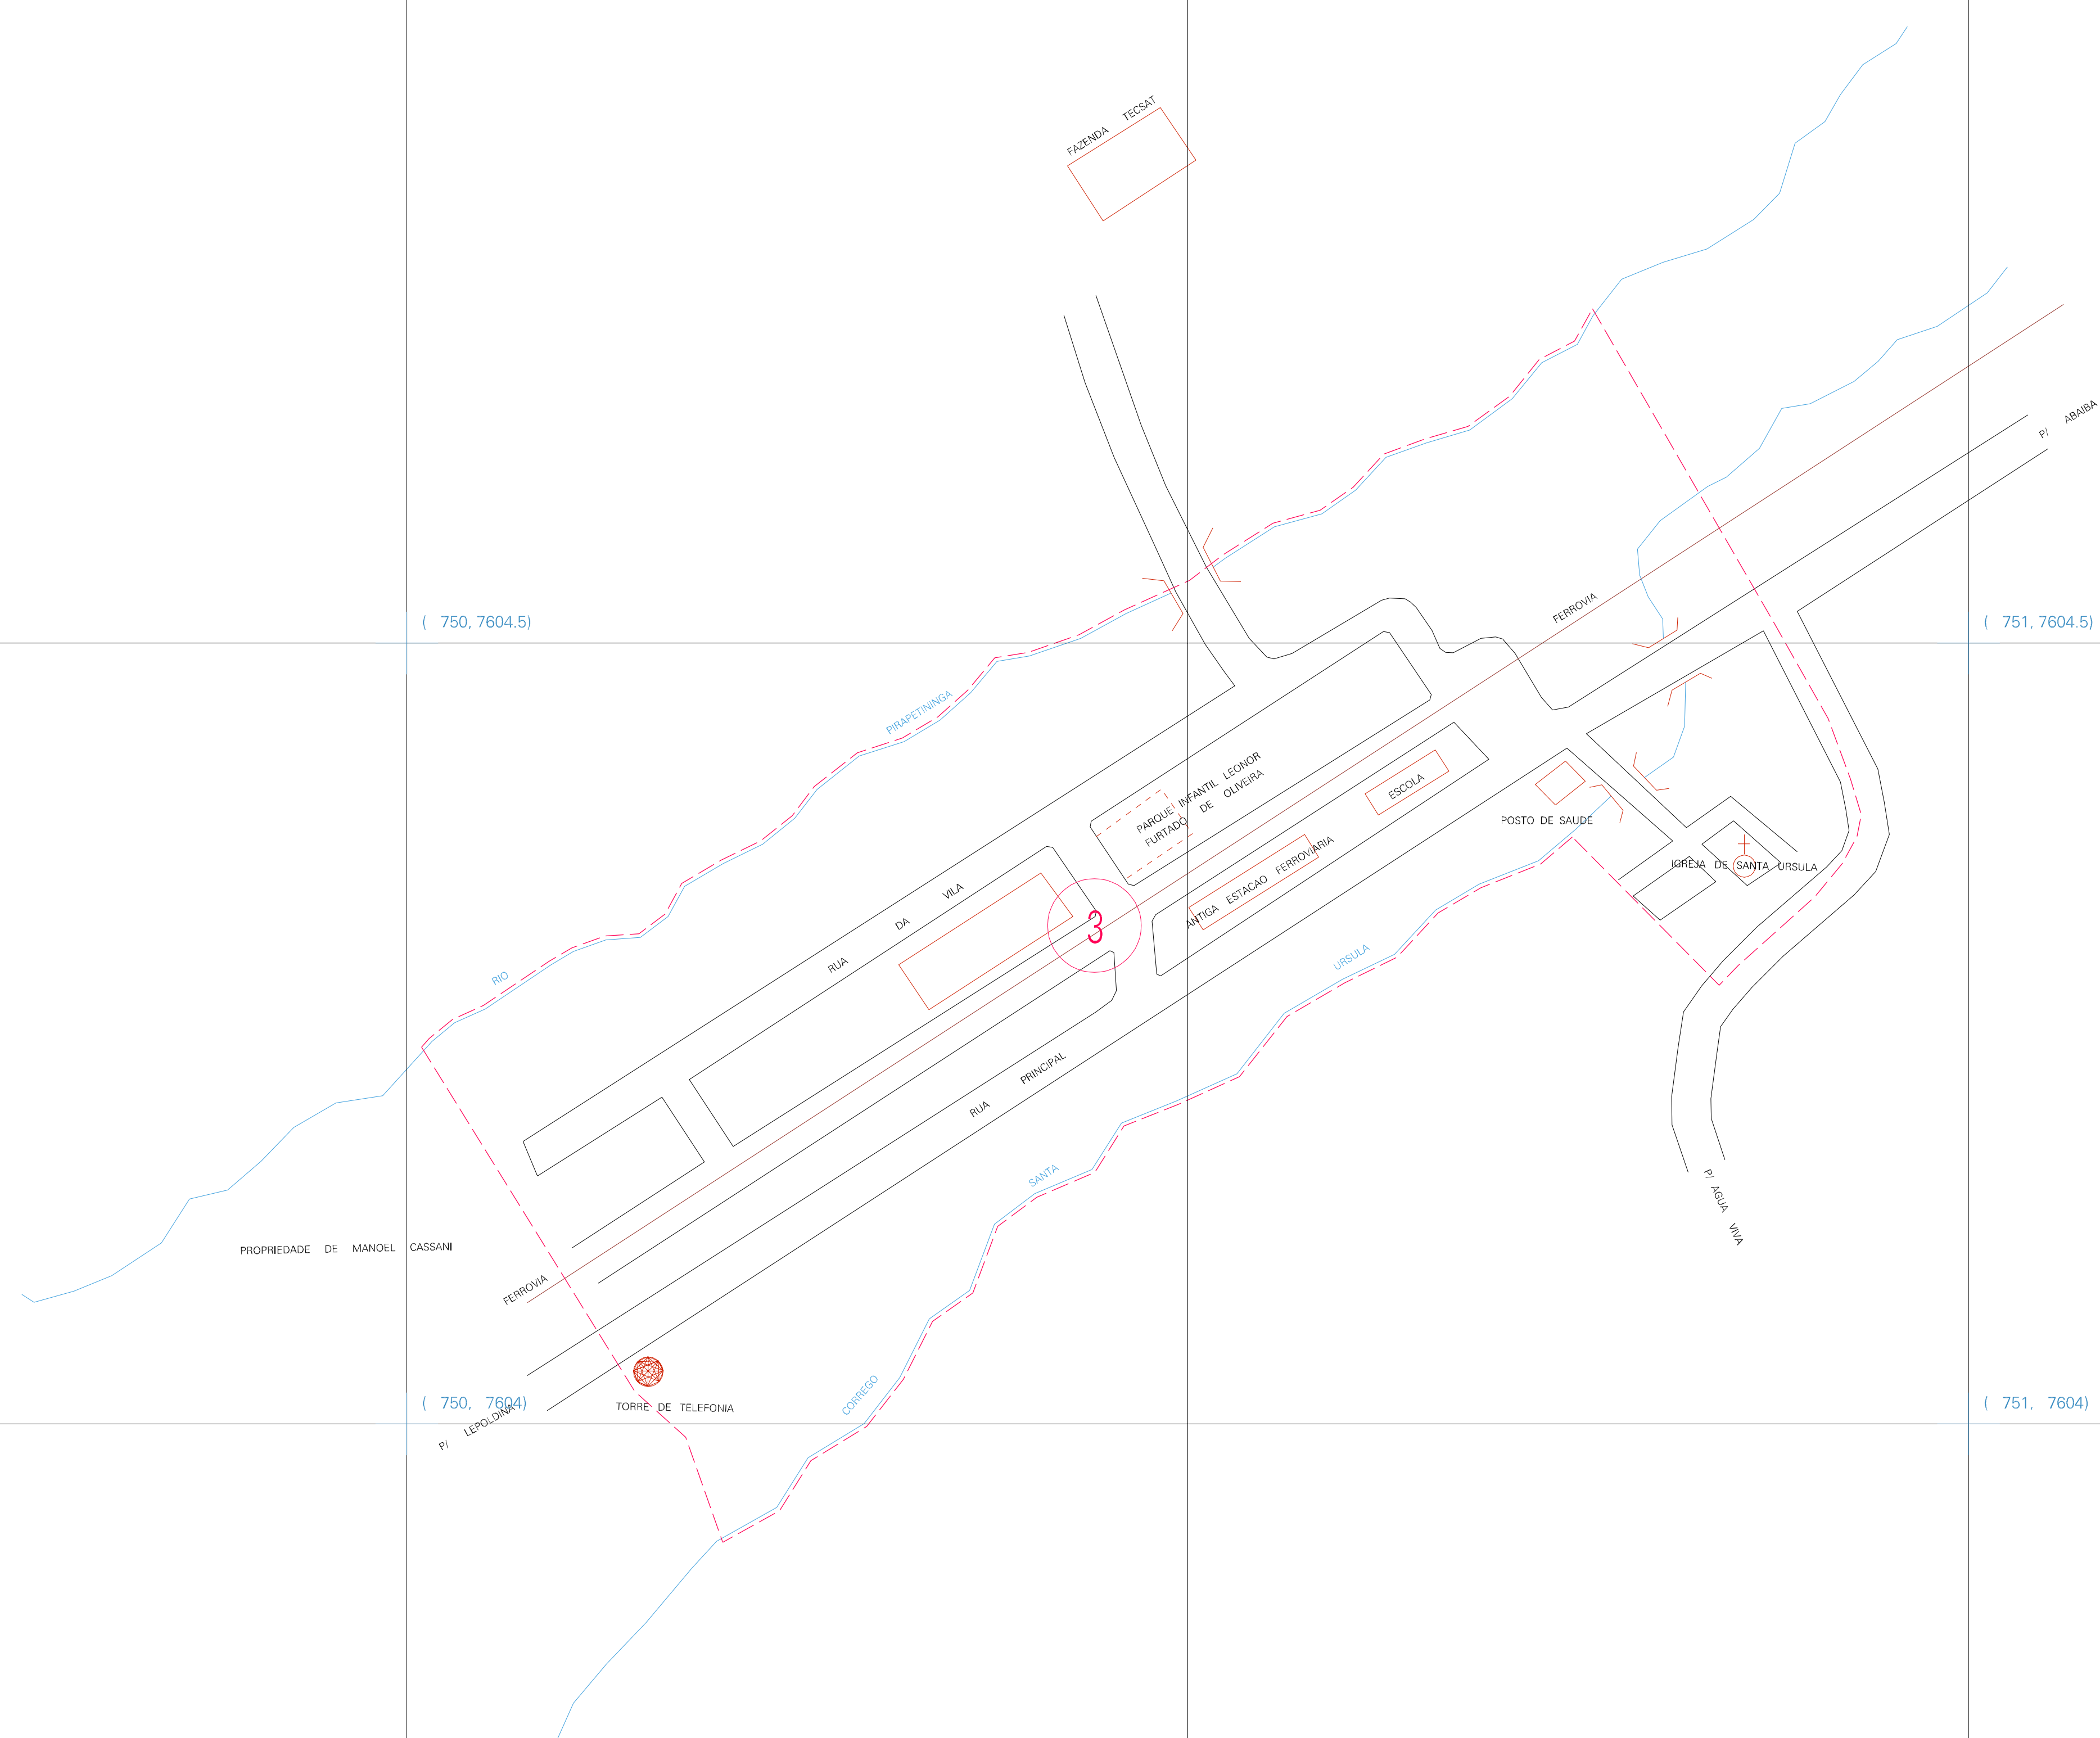 FAZENDA TECSAT
P/ ABAIBA
FERROVIA
( 750, 7604.5)
( 751, 7604.5)
PIRAPETININGA
PARQUE INFANTIL LEONOR
FURTADO DE OLIVEIRA
ESCOLA
POSTO DE SAUDE
ANTIGA ESTACAO FERROVIARIA
IGREJA DE SANTA URSULA
RUA DA VILA
3
RIO
URSULA
RUA PRINCIPAL
SANTA
P/ AGUA VIVA
PROPRIEDADE DE MANOEL CASSANI
FERROVIA
CORREGO
TORRE DE TELEFONIA
( 750, 7604)
( 751, 7604)
P/ LEPOLDINA